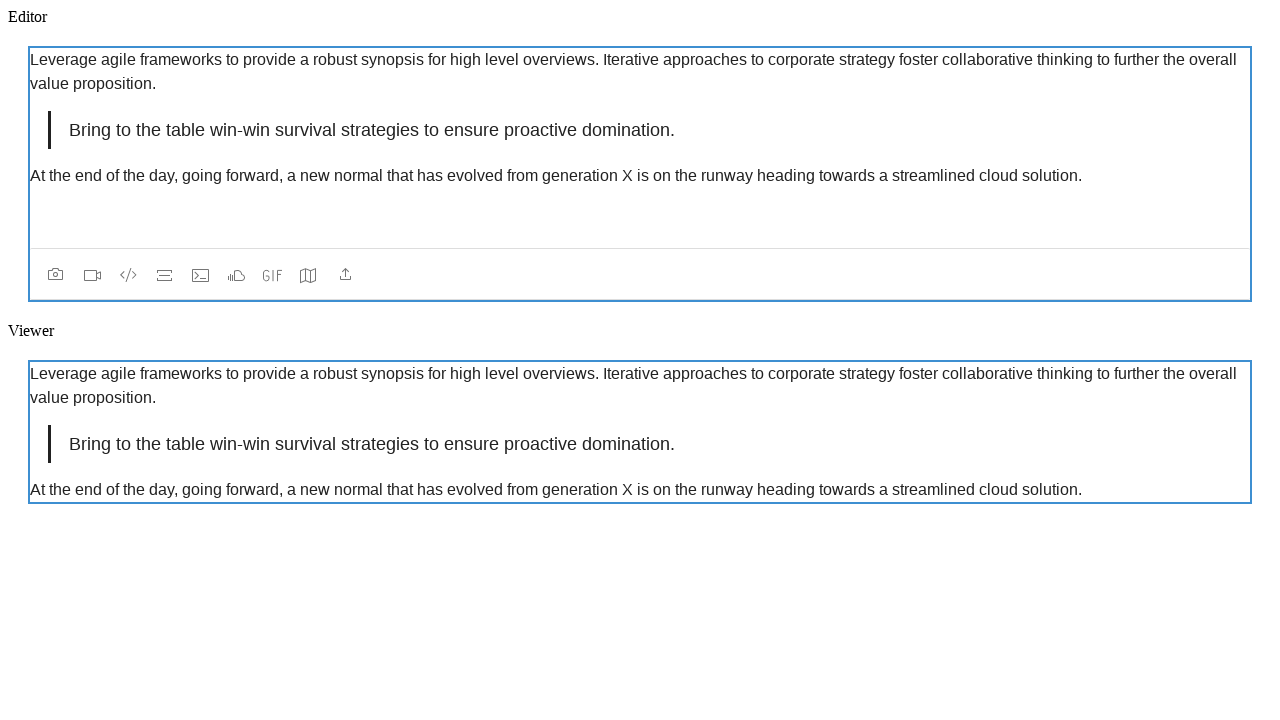 Editor
Leverage agile frameworks to provide a robust synopsis for high level overviews. Iterative approaches to corporate strategy foster collaborative thinking to further the overall
value proposition.
Bring to the table win-win survival strategies to ensure proactive domination.
At the end of the day, going forward, a new normal that has evolved from generation X is on the runway heading towards a streamlined cloud solution.
GIF
Viewer
Leverage agile frameworks to provide a robust synopsis for high level overviews. Iterative approaches to corporate strategy foster collaborative thinking to further the overall
value proposition.
Bring to the table win-win survival strategies to ensure proactive domination.
At the end of the day, going forward, a new normal that has evolved from generation X is on the runway heading towards a streamlined cloud solution.